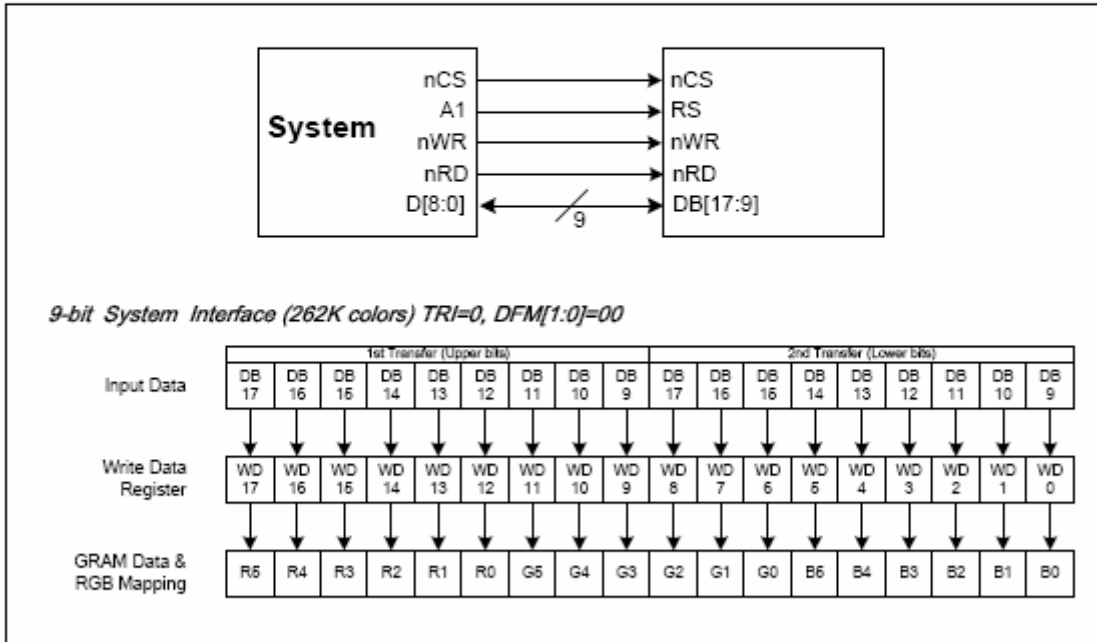 System
nCS
A1
nWR
nRD
D[8:0]
9
nCS
RS
nWR
nRD
DB[17:9]
9-bit System Interface (262K colors) TRI=0, DFM[1:0]=00
1st Transfer (Upper bits) 2nd Transfer (Lower bits)
Input Data
DB DB DB DB DB DB DB DB DB DB DB DB DB DB DB DB DB DB
17 16 15 14 13 12 11 10 9 17 16 15 14 13 12 11 10 9
Write Data
Register
WD WD WD WD WD WD WD WD WD WD WD WD WD WD WD WD WD WD
17 16 15 14 13 12 11 10 9 8 7 6 5 4 3 2 1 0
GRAM Data &
RGB Mapping
R5 R4 R3 R2 R1 R0 G5 G4 G3 G2 G1 G0 B5 B4 B3 B2 B1 B0